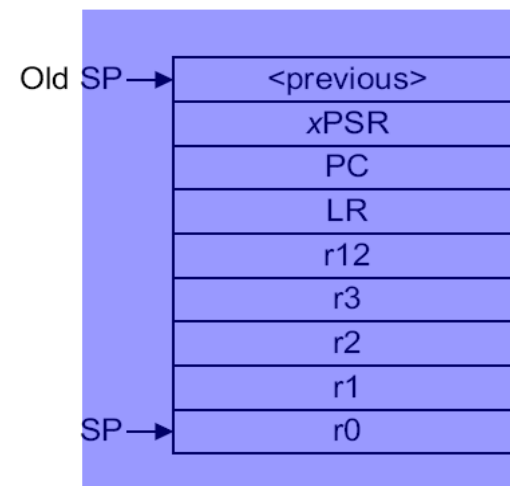 Old SP <previous>
xPSR
PC
LR
r12
r3
r2
r1
SP r0